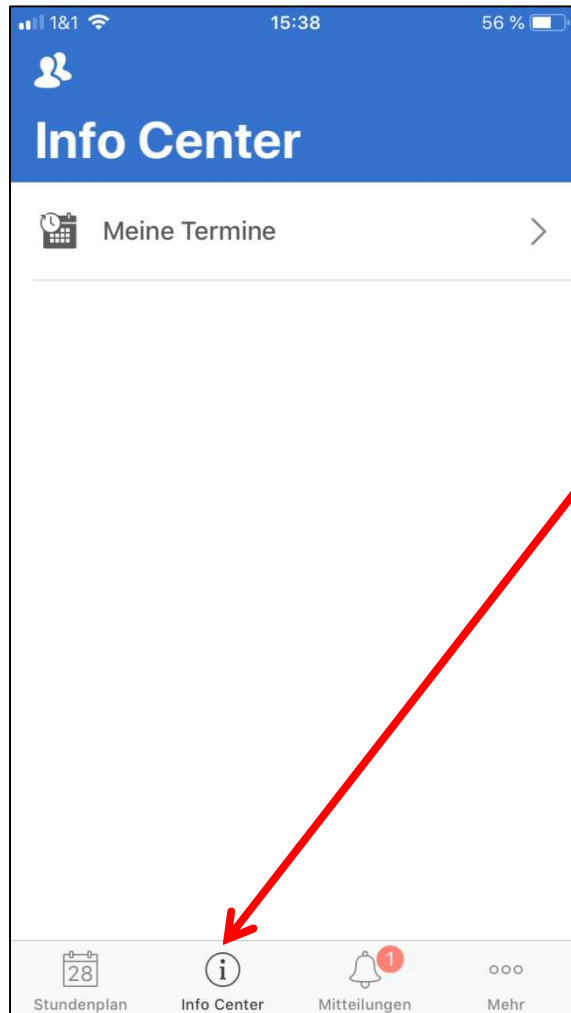 1&1 15:38 56 %
Info Center
Meine Termine
28 i 1
Stundenplan Info Center Mitteilungen Mehr